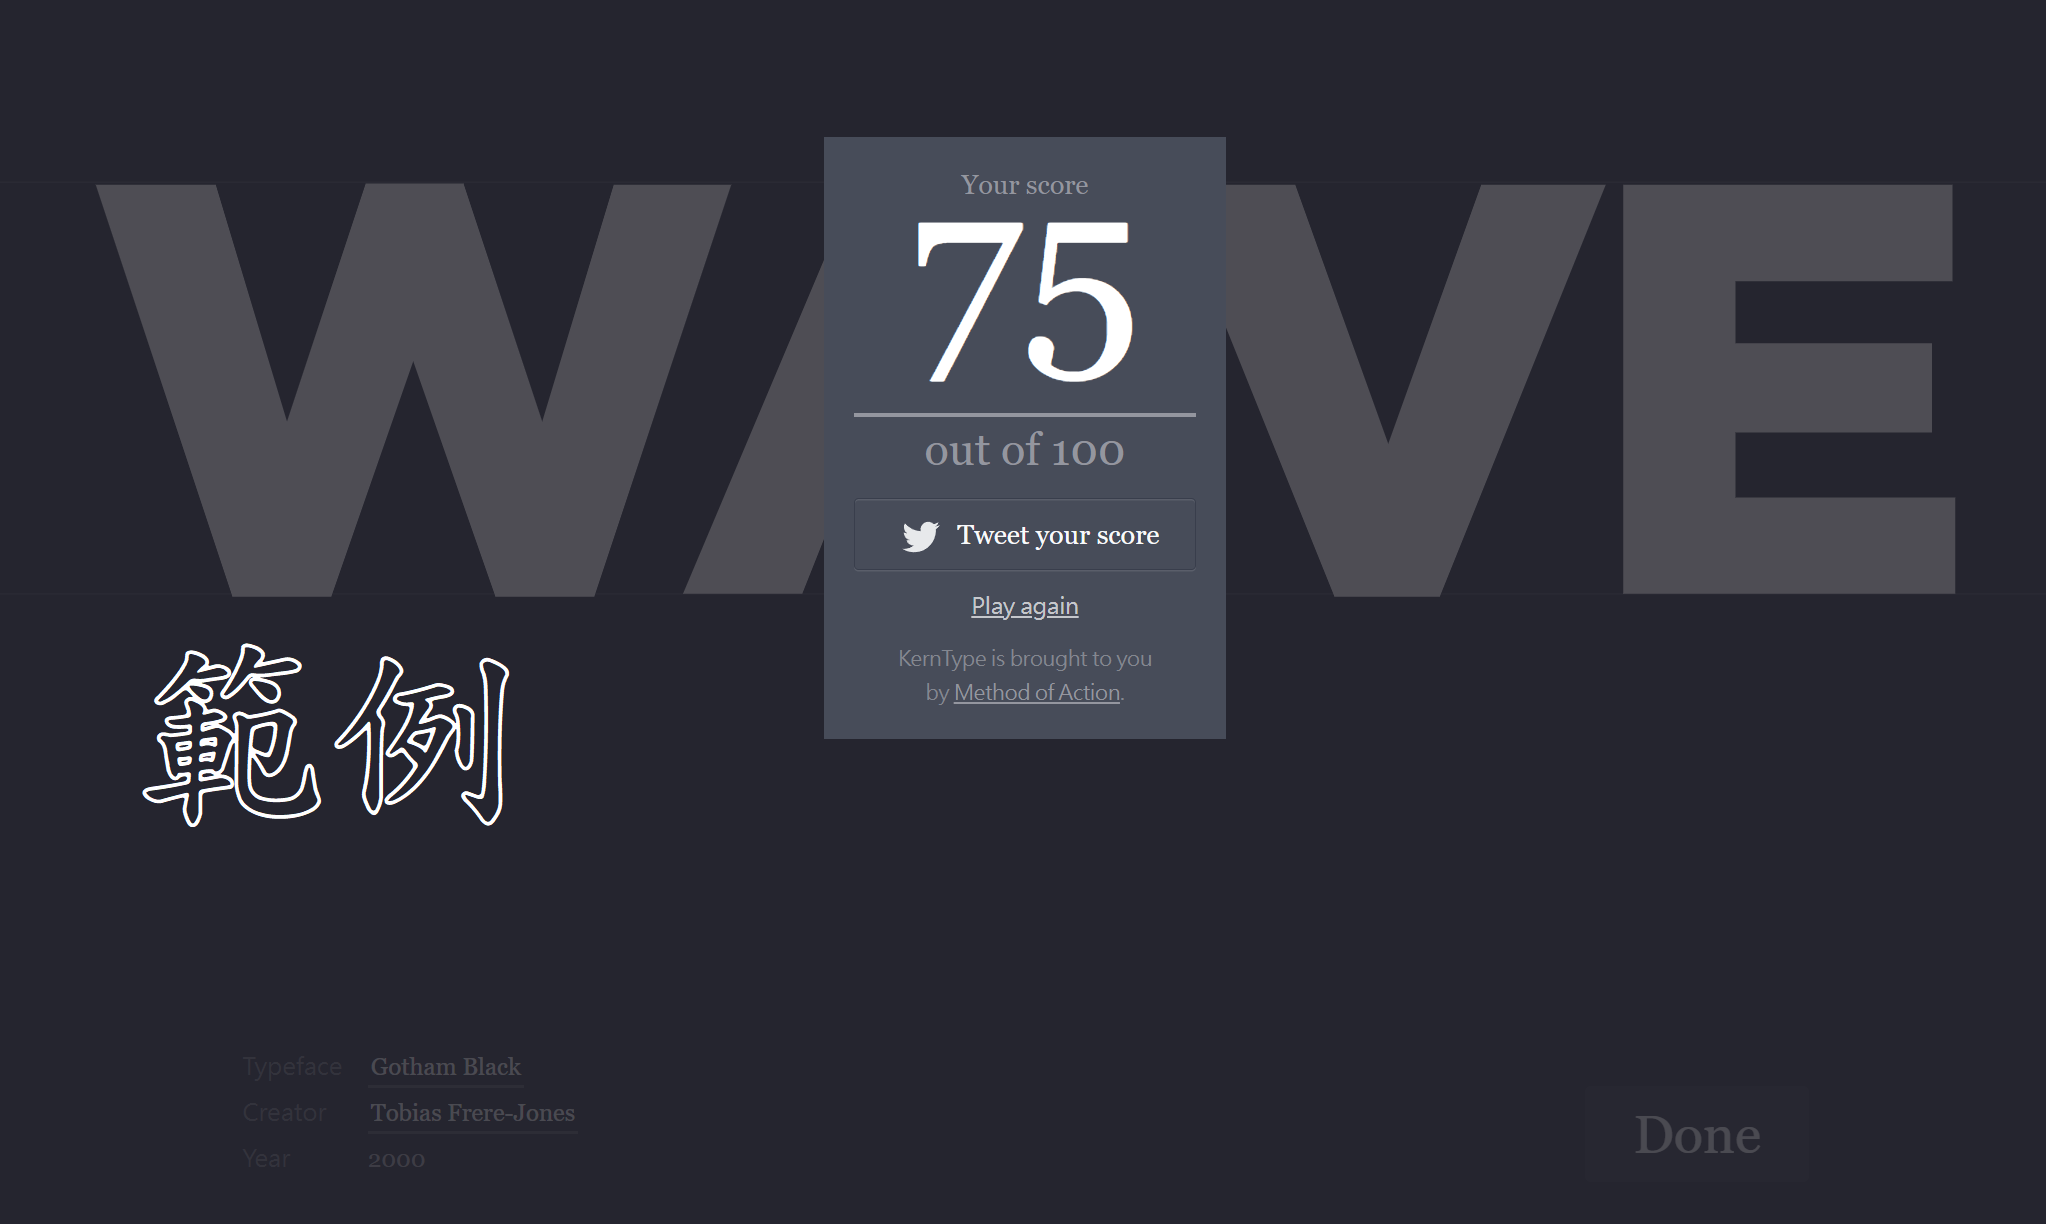 WAVE
Your score
75
out of 100
Tweet your score
Play again
KernType is brought to you
by Method of Action.
範例
Typeface Gotham Black
Creator Tobias Frere-Jones
Year 2000
Done